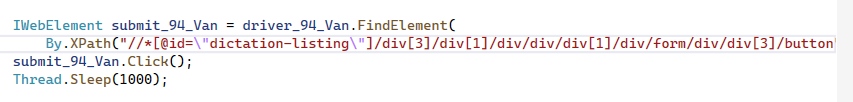 IWebElement submit_94_Van = driver_94_Van.FindElement(
By.XPath("//*[@id=\"dictation-listing\"]/div[3]/div[1]/div/div/div[1]/div/form/div/div[3]/button
submit_94_Van.Click();
Thread.Sleep(1000);